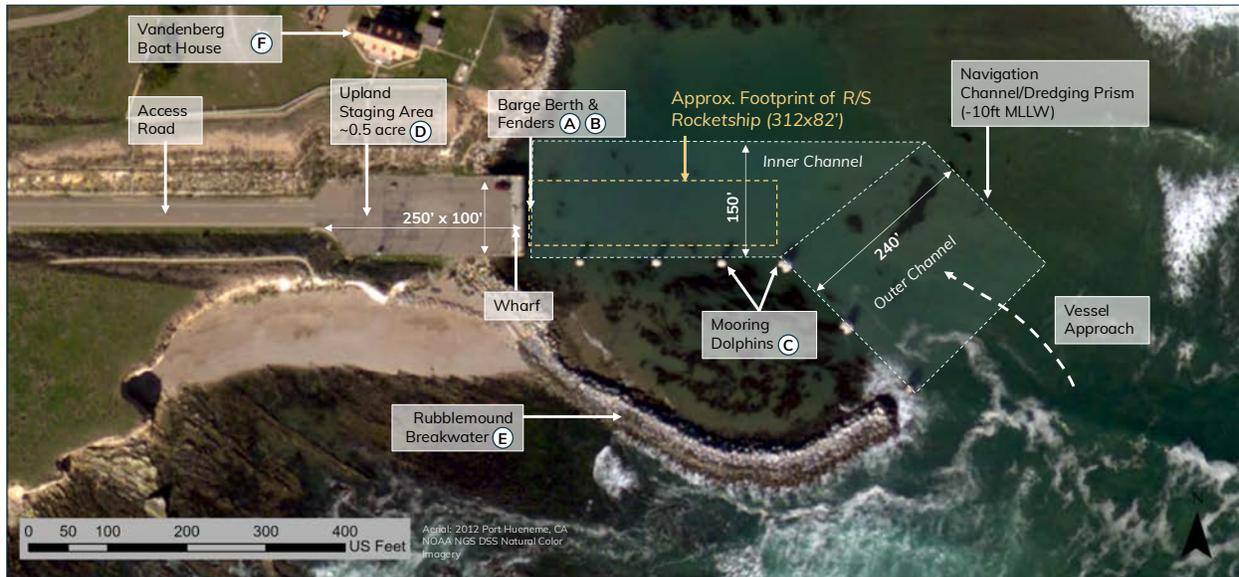 Vandenberg
Boat House F
Access
Road
Upland
Staging Area
~0.5 acre D
Barge Berth &
Fenders A B
Approx. Footprint of R/S
Rocketship (312x82’)
Navigation
Channel/Dredging Prism
(-10ft MLLW)
Inner Channel
150’
250’ x 100’
240’
Outer Channel
Wharf
Mooring
Dolphins C
Vessel
Approach
Rubblemound
Breakwater E
0 50 100 200 300 400
US Feet
Aerial: 2012 Port Hueneme, CA
NOAA NGS DSS Natural Color
Imagery
N